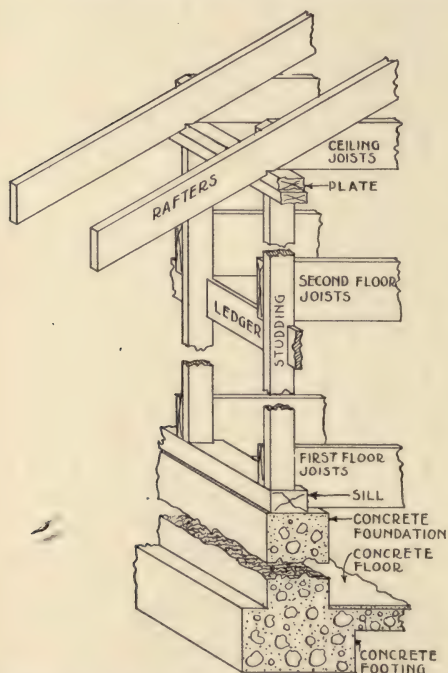 CEILING
JOISTS
PLATE
RAFTERS
SECOND FLOOR
JOISTS
LEDGER
STUDDING
FIRST FLOOR
JOISTS
SILL
CONCRETE
FOUNDATION
CONCRETE
FLOOR
CONCRETE
FOOTING